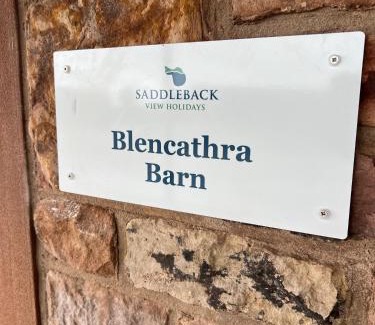 SADDLEBACK
VIEW HOLIDAYS
Blencathra
Barn